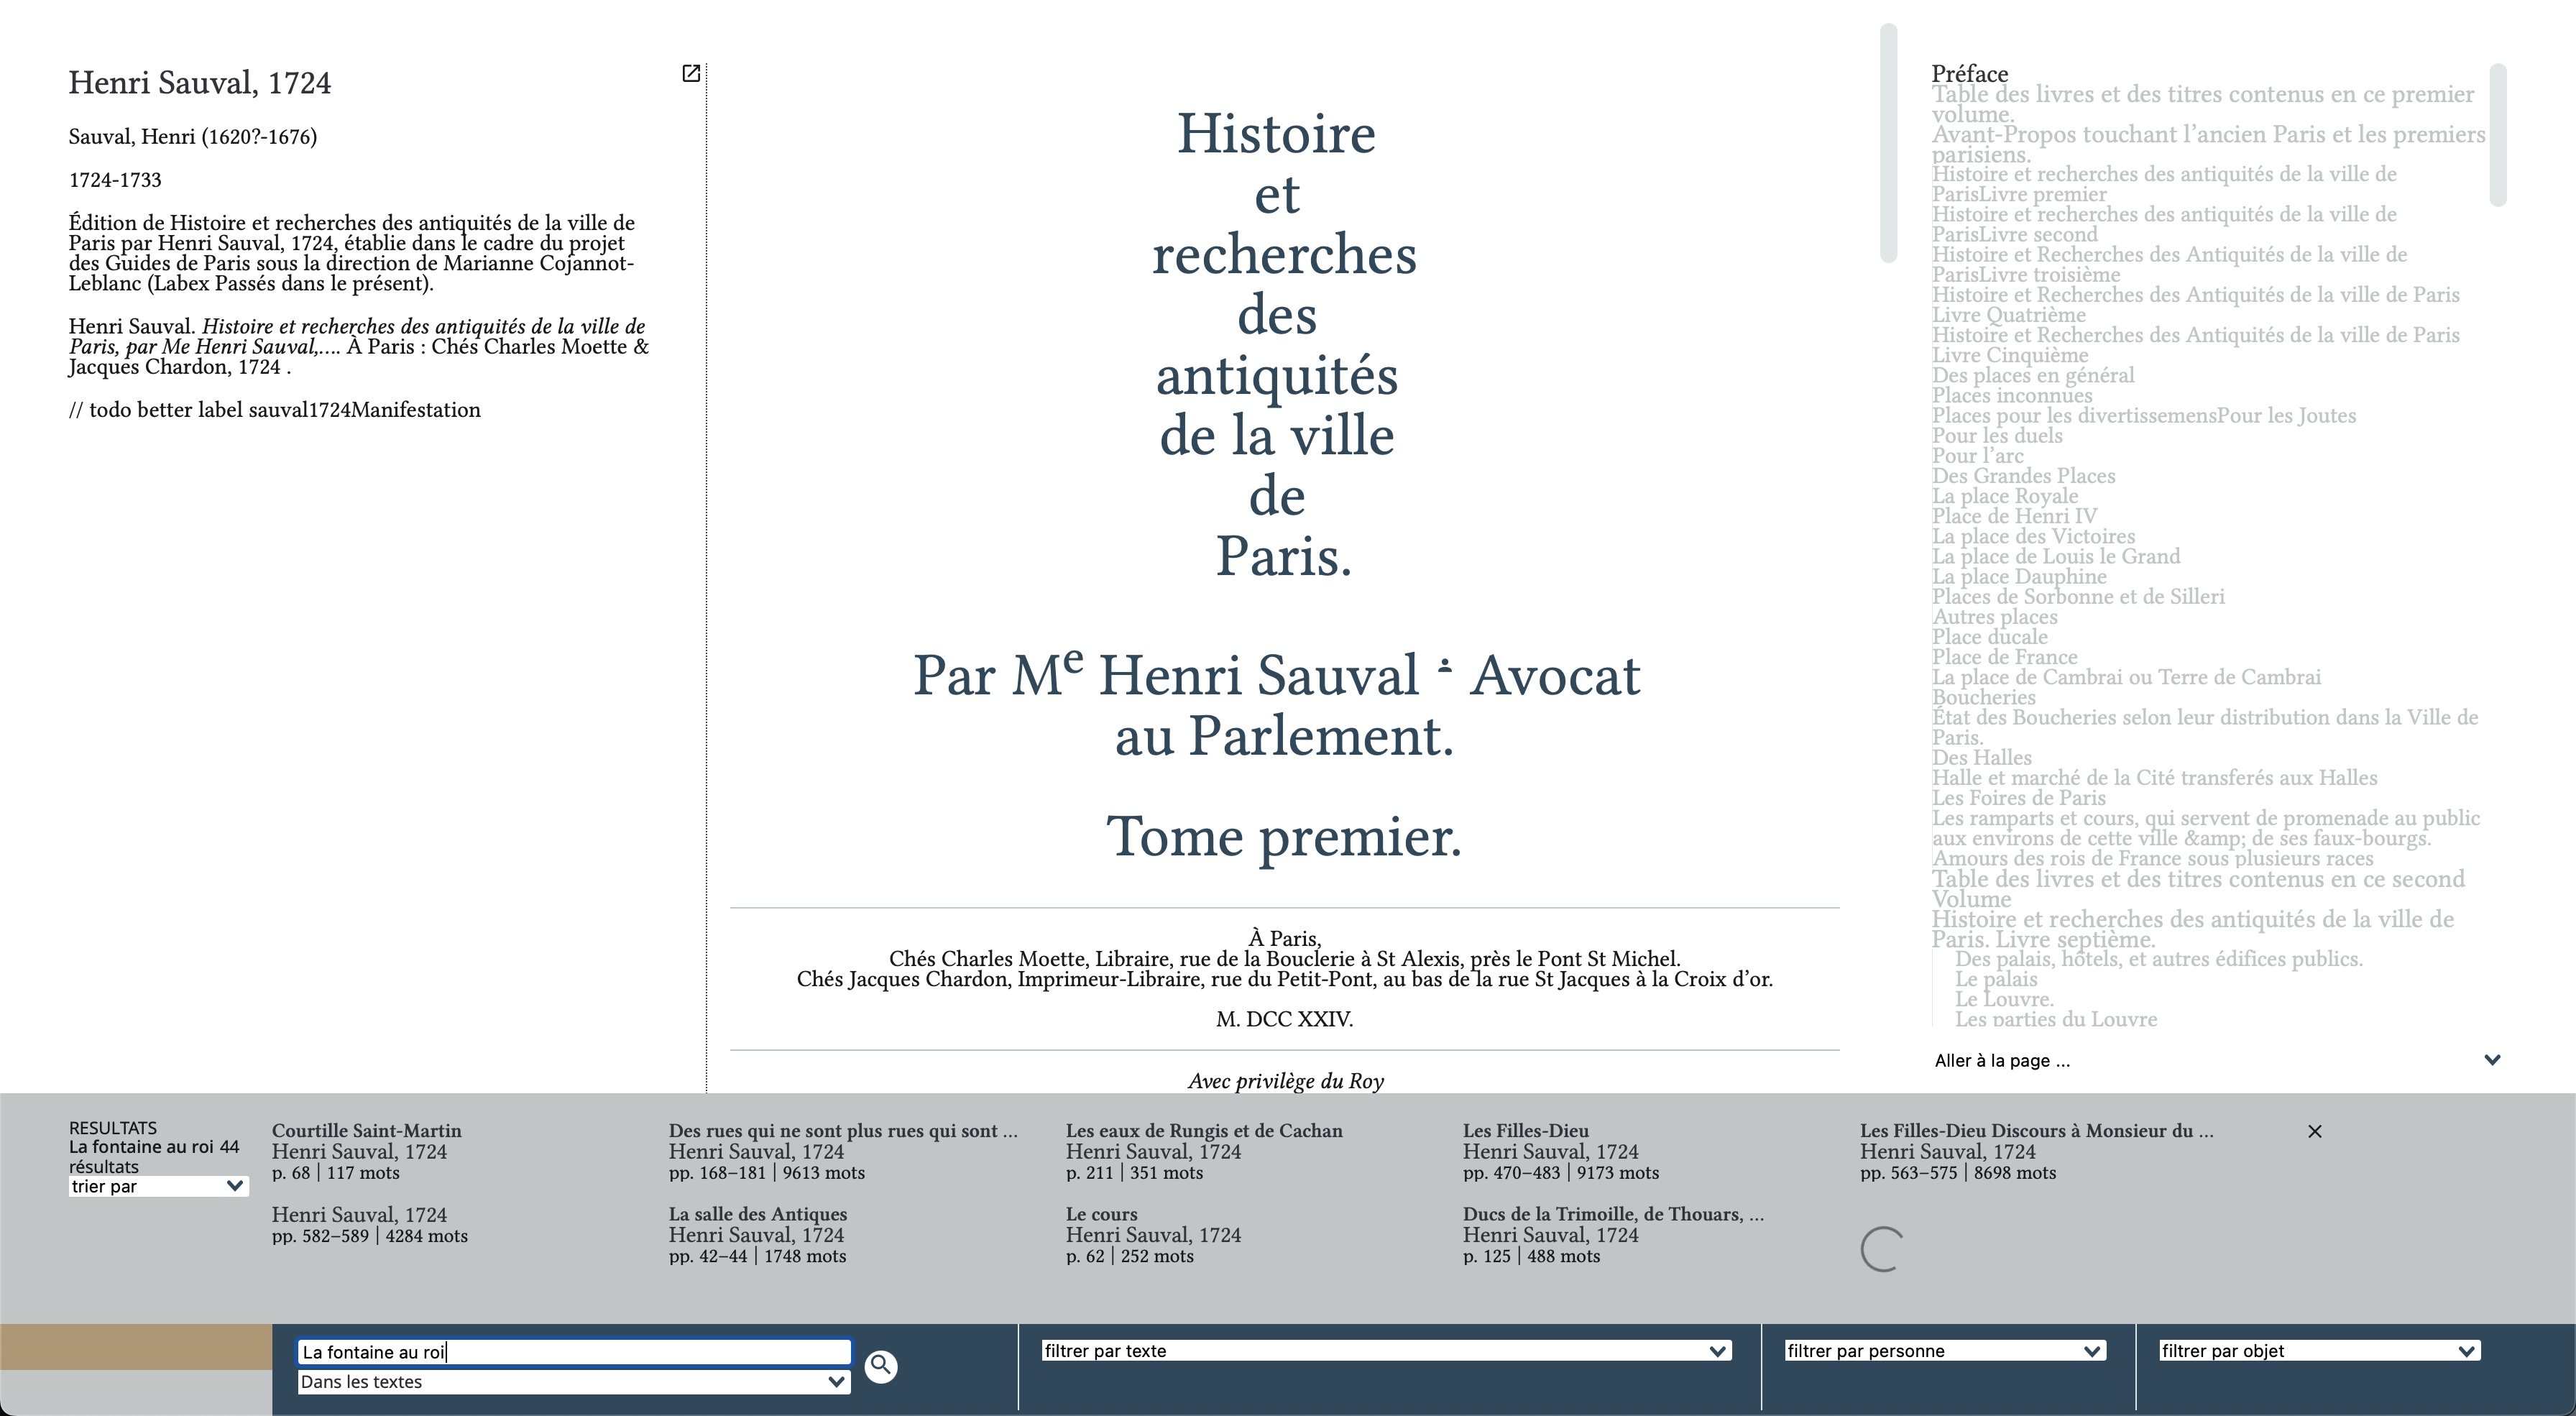 Henri Sauval, 1724
Sauval, Henri (1620?-1676)
1724-1733
Édition de Histoire et recherches des antiquités de la ville de
Paris par Henri Sauval, 1724, établie dans le cadre du projet
des Guides de Paris sous la direction de Marianne Cojannot-
Leblanc (Labex Passés dans le présent).
Henri Sauval. Histoire et recherches des antiquités de la ville de
Paris, par Me Henri Sauval,.... À Paris : Chés Charles Moette &
Jacques Chardon, 1724 .
// todo better label sauval1724Manifestation
Histoire
et
recherches
des
antiquités
de la ville
de
Paris.
Par Me Henri Sauval Avocat
au Parlement.
Tome premier.
À Paris,
Chés Charles Moette, Libraire, rue de la Bouclerie à St Alexis, près le Pont St Michel.
Chés Jacques Chardon, Imprimeur-Libraire, rue du Petit-Pont, au bas de la rue St Jacques à la Croix d’or.
M. DCC XXIV.
Avec privilège du Roy
Préface
Table des livres et des titres contenus en ce premier
volume.
Avant-Propos touchant l’ancien Paris et les premiers
parisiens.
Histoire et recherches des antiquités de la ville de
ParisLivre premier
Histoire et recherches des antiquités de la ville de
ParisLivre second
Histoire et Recherches des Antiquités de la ville de
ParisLivre troisième
Histoire et Recherches des Antiquités de la ville de Paris
Livre Quatrième
Histoire et Recherches des Antiquités de la ville de Paris
Livre Cinquième
Des places en général
Places inconnues
Places pour les divertissemensPour les Joutes
Pour les duels
Pour l’arc
Des Grandes Places
La place Royale
Place de Henri IV
La place des Victoires
La place de Louis le Grand
La place Dauphine
Places de Sorbonne et de Silleri
Autres places
Place ducale
Place de France
La place de Cambrai ou Terre de Cambrai
Boucheries
État des Boucheries selon leur distribution dans la Ville de
Paris.
Des Halles
Halle et marché de la Cité transferés aux Halles
Les Foires de Paris
Les ramparts et cours, qui servent de promenade au public
aux environs de cette ville &amp; de ses faux-bourgs.
Amours des rois de France sous plusieurs races
Table des livres et des titres contenus en ce second
Volume
Histoire et recherches des antiquités de la ville de
Paris. Livre septième.
Des palais, hôtels, et autres édifices publics.
Le palais
Le Louvre.
Les parties du Louvre
Aller à la page ...
RESULTATS
La fontaine au roi 44
résultats
trier par
Courtille Saint-Martin
Henri Sauval, 1724
p. 68 | 117 mots
Des rues qui ne sont plus rues qui sont ...
Henri Sauval, 1724
pp. 168–181 | 9613 mots
Les eaux de Rungis et de Cachan
Henri Sauval, 1724
p. 211 | 351 mots
Les Filles-Dieu
Henri Sauval, 1724
pp. 470–483 | 9173 mots
Les Filles-Dieu Discours à Monsieur du ...
Henri Sauval, 1724
pp. 563–575 | 8698 mots
Henri Sauval, 1724
pp. 582–589 | 4284 mots
La salle des Antiques
Henri Sauval, 1724
pp. 42–44 | 1748 mots
Le cours
Henri Sauval, 1724
p. 62 | 252 mots
Ducs de la Trimoille, de Thouars, ...
Henri Sauval, 1724
p. 125 | 488 mots
La fontaine au roi
Dans les textes
filtrer par texte
filtrer par personne
filtrer par objet